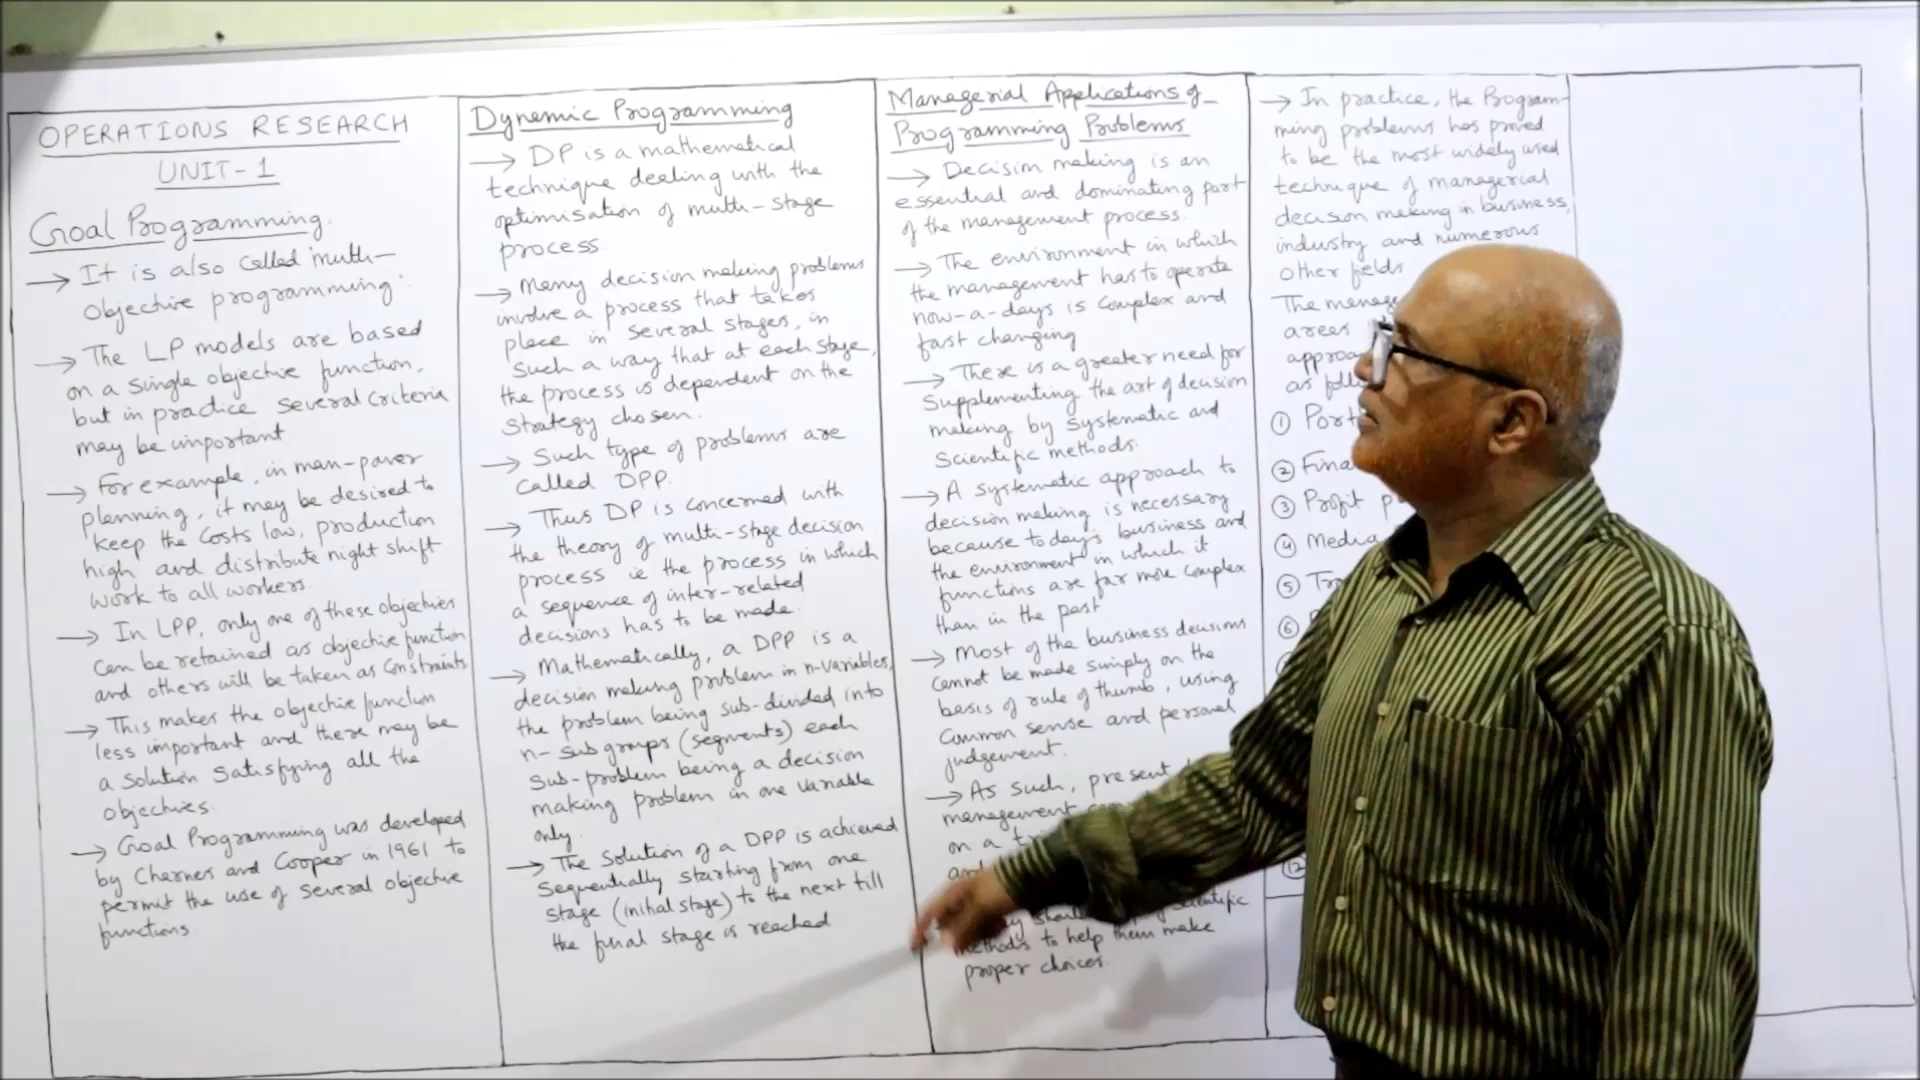 OPERATIONS RESEARCH
UNIT-1
Goal Programming
→ It is also called 'multi-
objective programming'.
→ The LP models are based
on a single objective function,
but in practice several criteria
may be important.
→ For example, in man-power
planning, it may be desired to
keep the costs low, production
high and distribute night shift
work to all workers.
→ In LPP, only one of these objectives
can be retained as objective function
and others will be taken as constraints
→ This makes the objective function
less important and there may be
a solution satisfying all the
objectives.
→ Goal Programming was developed
by Charnes and Cooper in 1961 to
permit the use of several objective
functions.
Dynemic Programming
→ DP is a mathematical
technique dealing with the
optimisation of multi-stage
process.
→ Many decision making problems
involve a process that takes
place in several stages, in
such a way that at each stage,
the process is dependent on the
strategy chosen.
→ Such type of problems are
called DPP.
→ Thus DP is concerned with
the theory of multi-stage decision
process ie the process in which
a sequence of inter-related
decisions has to be made.
→ Mathematically, a DPP is a
decision making problem in n-variables,
the problem being sub-divided into
n-subgroups (segments) each
sub-problem being a decision
making problem in one variable
only.
→ The solution of a DPP is achieved
sequentially starting from one
stage (initial stage) to the next till
the final stage is reached
Managerial Applications of
Programming Problems
→ Decision making is an
essential and dominating part
of the management process.
→ The environment in which
the management has to operate
now-a-days is complex and
fast changing
→ There is a greater need for
supplementing the art of decision
making by systematic and
scientific methods.
→ A systematic approach to
decision making is necessary
because today's business and
the environment in which it
functions are far more complex
than in the past
→ Most of the business decisions
cannot be made simply on the
basis of rule of thumb, using
common sense and personal
judgement.
→ As such, present
management
on a
scientific
methods to help them make
proper choices.
→ In practice, the Program-
ming problems has proved
to be the most widely used
technique of managerial
decision making in business,
industry and numerous
other fields
The
areas
as
①
②
③ Profit
④ Media
⑤
⑥
⑫